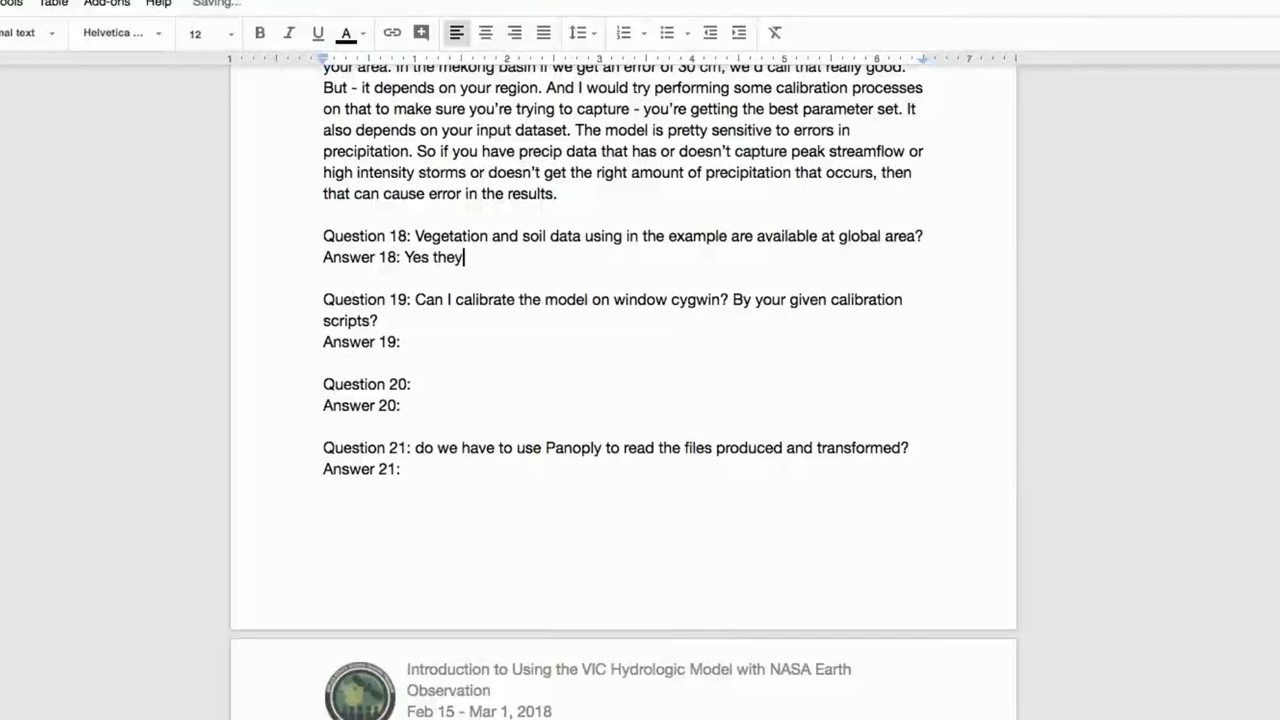 ools Table Add-ons Help Saving...
nal text Helvetica ... 12 B I U A
1 1 2 3 4 5 6 7
your area. In the mekong basin if we get an error of 30 cm, we'd call that really good.
But - it depends on your region. And I would try performing some calibration processes
on that to make sure you're trying to capture - you're getting the best parameter set. It
also depends on your input dataset. The model is pretty sensitive to errors in
precipitation. So if you have precip data that has or doesn't capture peak streamflow or
high intensity storms or doesn't get the right amount of precipitation that occurs, then
that can cause error in the results.
Question 18: Vegetation and soil data using in the example are available at global area?
Answer 18: Yes they
Question 19: Can I calibrate the model on window cygwin? By your given calibration
scripts?
Answer 19:
Question 20:
Answer 20:
Question 21: do we have to use Panoply to read the files produced and transformed?
Answer 21:
Introduction to Using the VIC Hydrologic Model with NASA Earth
Observation
Feb 15 - Mar 1, 2018